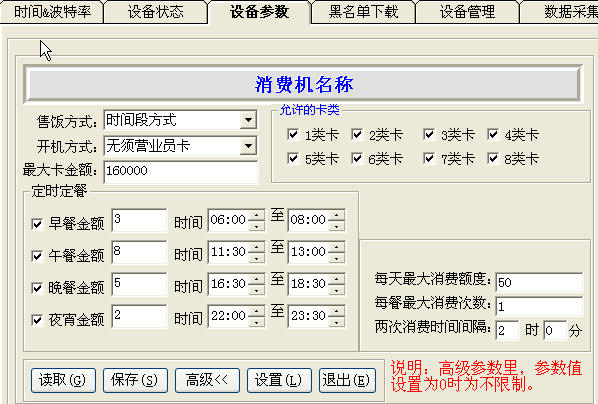 时间&波特率 设备状态 设备参数 黑名单下载 设备管理 数据采集
消费机名称
售饭方式: 时间段方式
开机方式: 无须营业员卡
最大卡金额: 160000
允许的卡类
1类卡 2类卡 3类卡 4类卡
5类卡 6类卡 7类卡 8类卡
定时定餐
早餐金额 3 时间 06:00 至 08:00
午餐金额 8 时间 11:30 至 13:00
晚餐金额 5 时间 16:30 至 18:30
夜宵金额 2 时间 22:00 至 23:30
每天最大消费额度: 50
每餐最大消费次数: 1
两次消费时间间隔: 2 时 0 分
读取(G) 保存(S) 高级<< 设置(L) 退出(E)
说明：高级参数里，参数值
设置为0时为不限制。